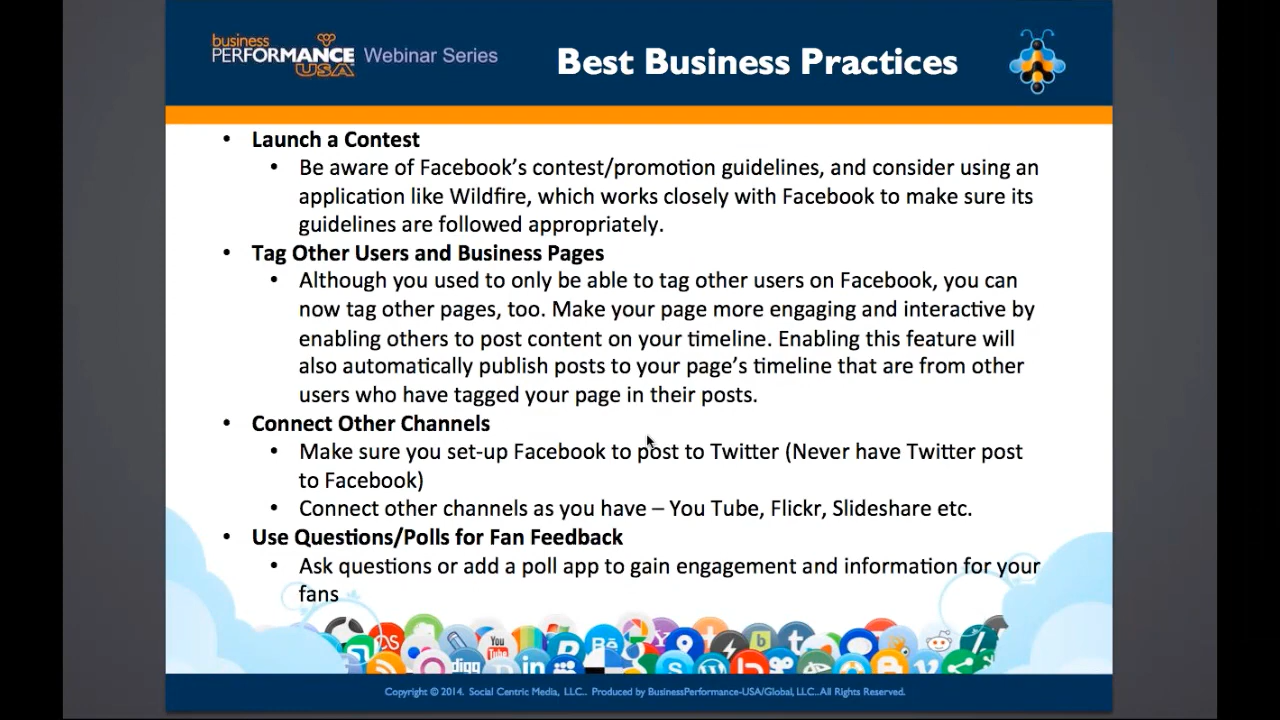 business
PERFORMANCE
USA
Webinar Series
Best Business Practices
• Launch a Contest
• Be aware of Facebook's contest/promotion guidelines, and consider using an
application like Wildfire, which works closely with Facebook to make sure its
guidelines are followed appropriately.
• Tag Other Users and Business Pages
• Although you used to only be able to tag other users on Facebook, you can
now tag other pages, too. Make your page more engaging and interactive by
enabling others to post content on your timeline. Enabling this feature will
also automatically publish posts to your page's timeline that are from other
users who have tagged your page in their posts.
• Connect Other Channels
• Make sure you set-up Facebook to post to Twitter (Never have Twitter post
to Facebook)
• Connect other channels as you have – You Tube, Flickr, Slideshare etc.
• Use Questions/Polls for Fan Feedback
• Ask questions or add a poll app to gain engagement and information for your
fans
You
Tube
Bē
b
t
digg
in
S
W
B
Copyright © 2014. Social Centric Media, LLC.. Produced by BusinessPerformance-USA/Global, LLC..All Rights Reserved.